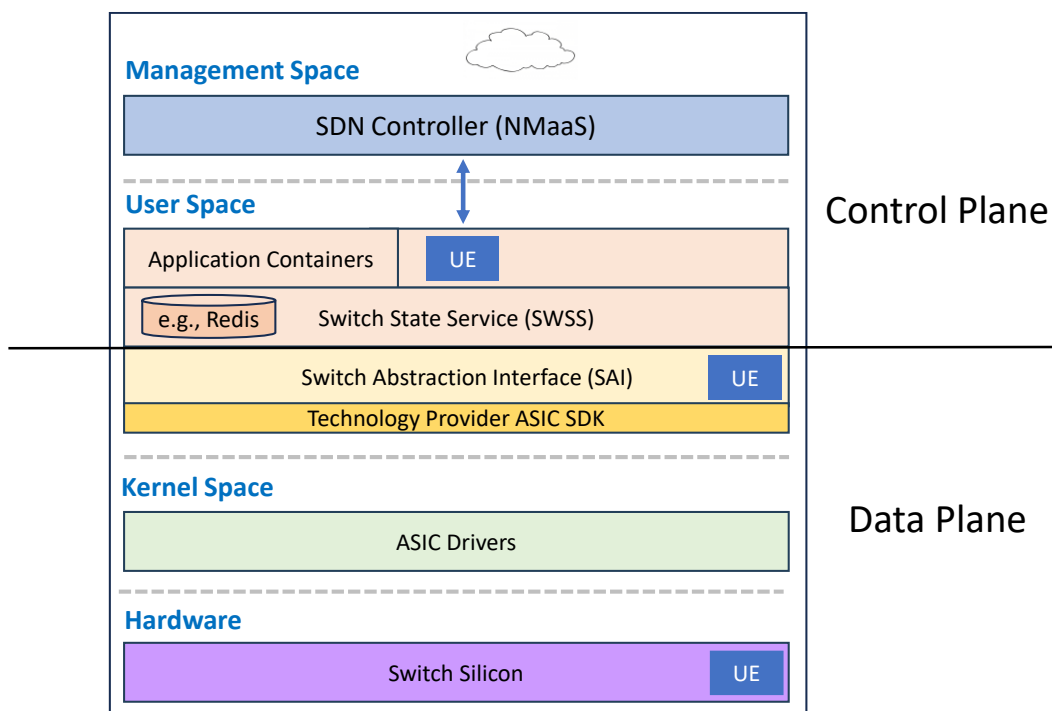 Management Space
SDN Controller (NMaaS)
User Space
Control Plane
Application Containers
UE
e.g., Redis
Switch State Service (SWSS)
Switch Abstraction Interface (SAI)
UE
Technology Provider ASIC SDK
Kernel Space
Data Plane
ASIC Drivers
Hardware
Switch Silicon
UE